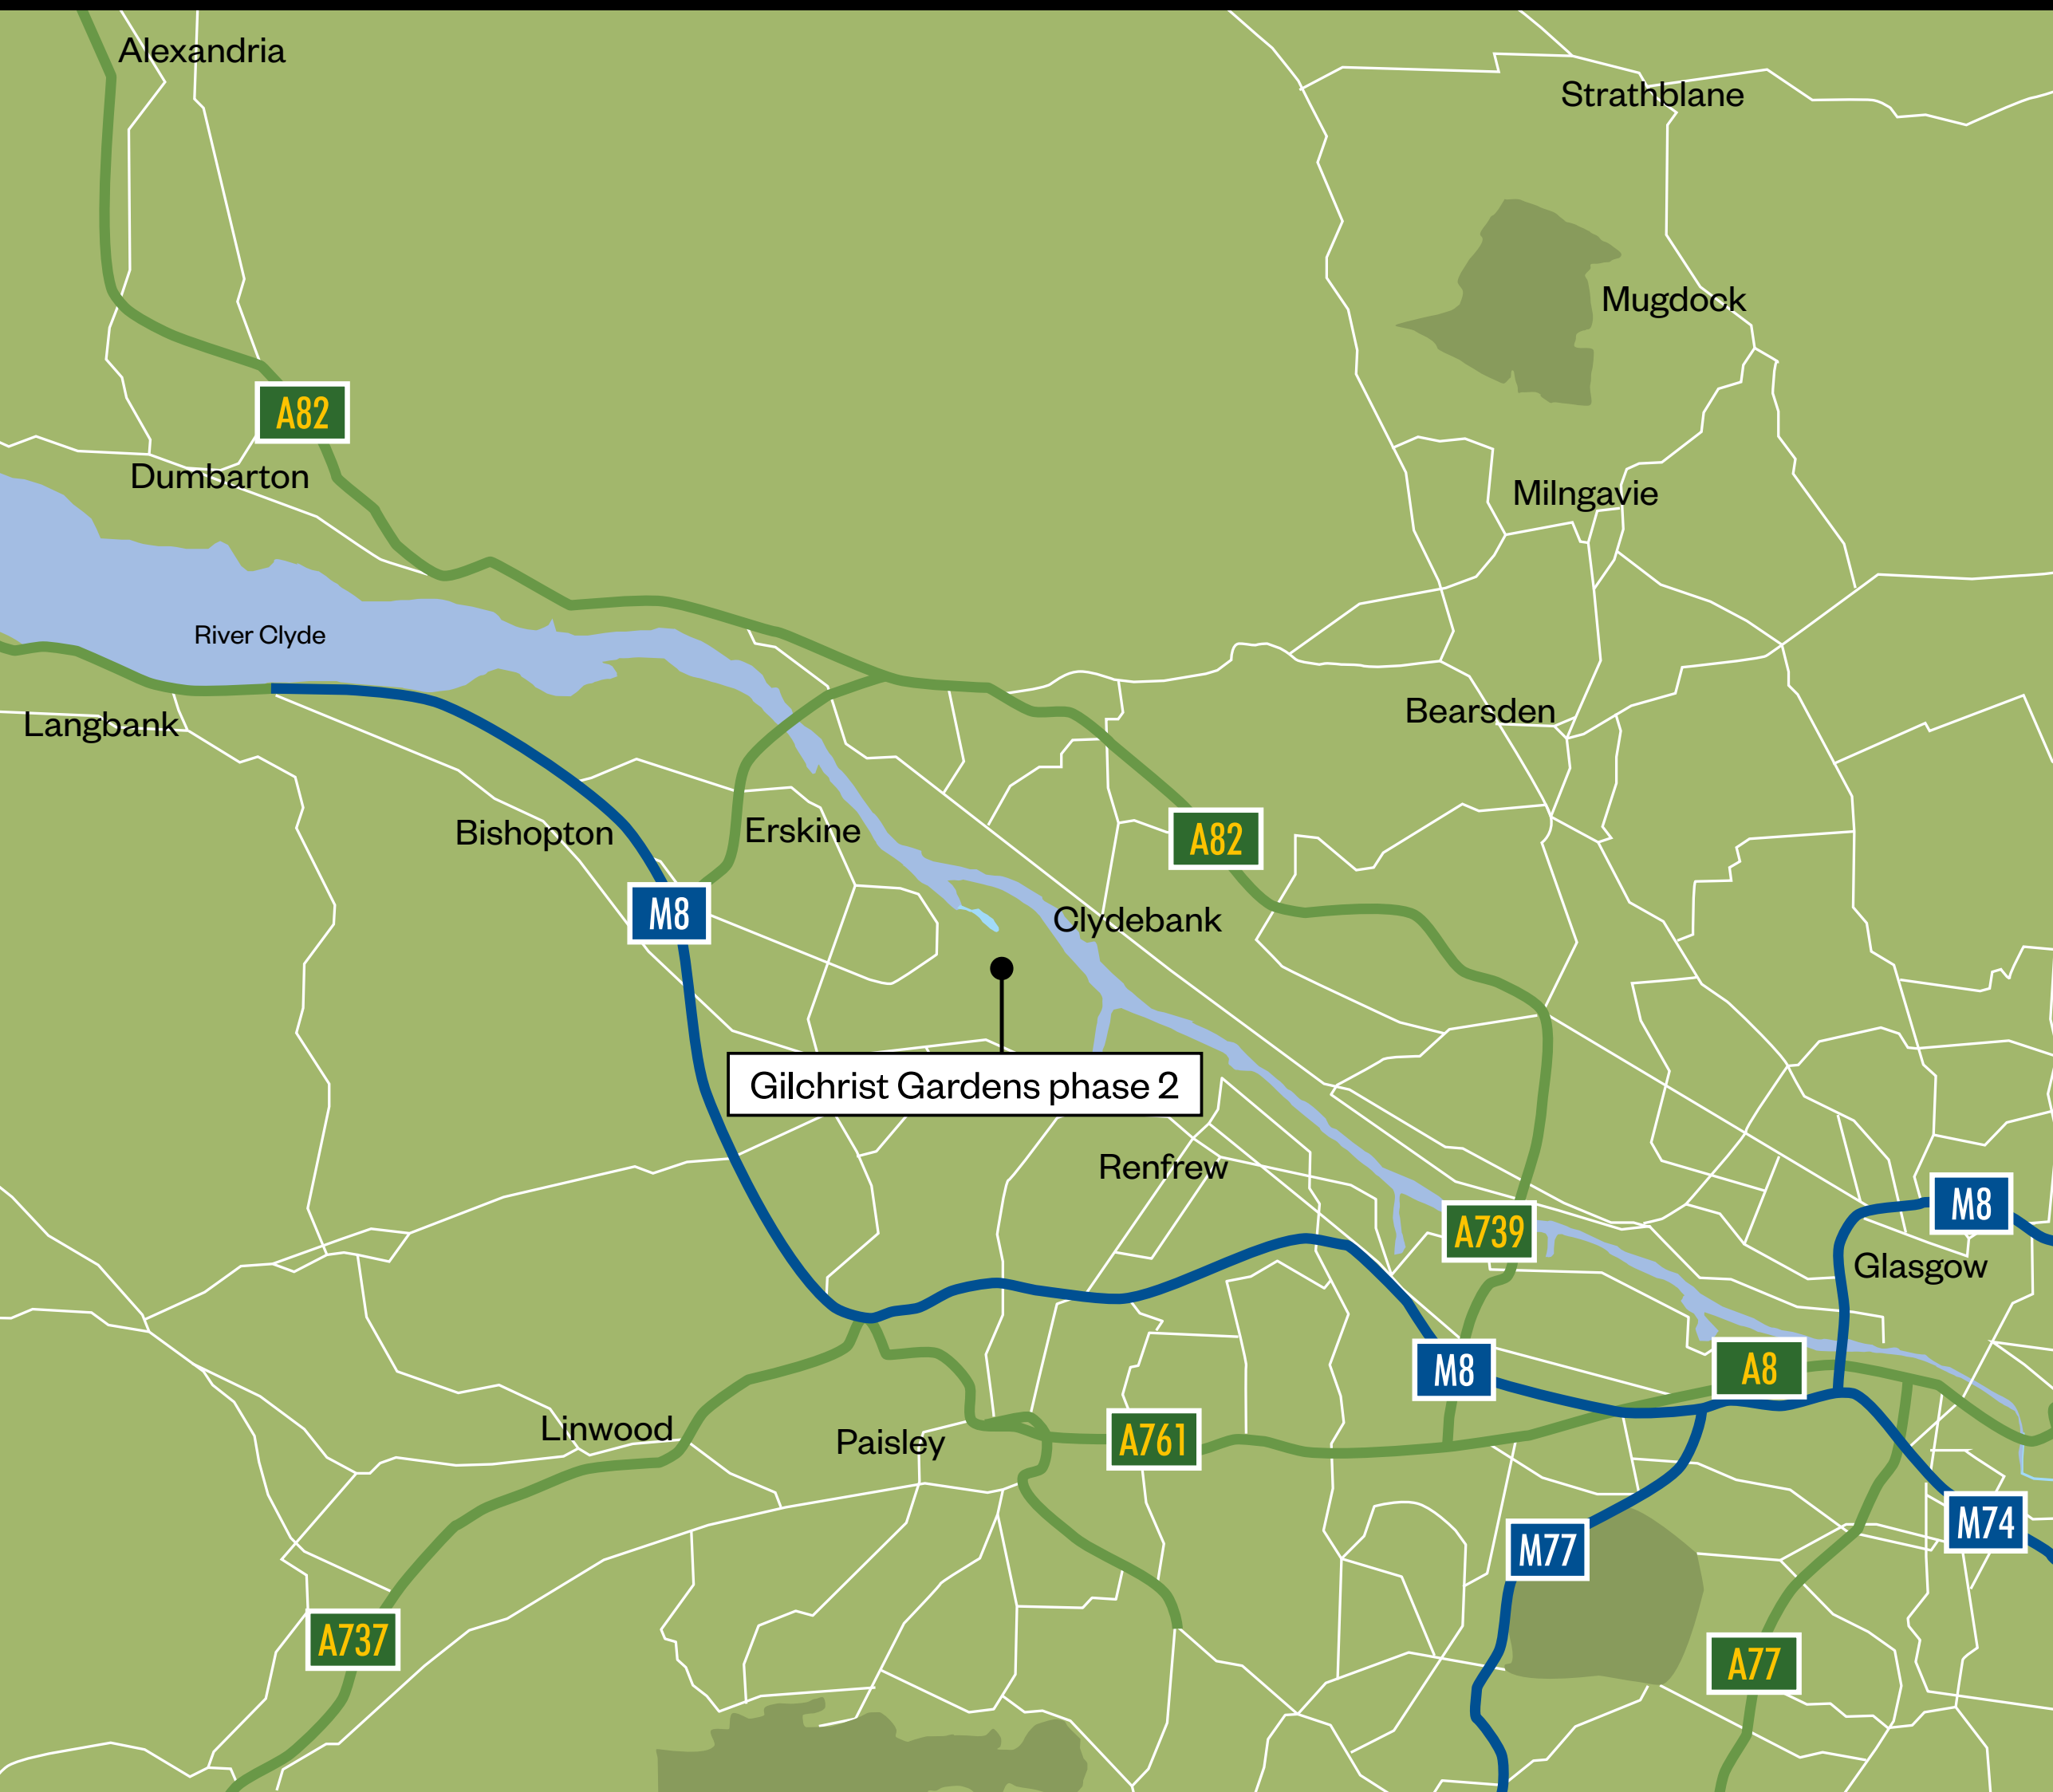 Alexandria
Strathblane
Mugdock
A82
Dumbarton
Milngavie
River Clyde
Langbank
Bearsden
Bishopton
Erskine
A82
M8
Clydebank
Gilchrist Gardens phase 2
Renfrew
M8
A739
Glasgow
M8
A8
Linwood
Paisley
A761
M74
M77
A737
A77